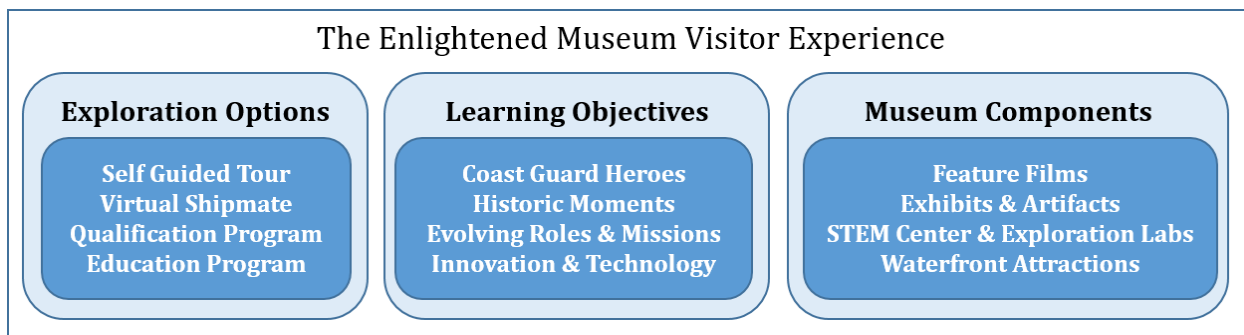 The Enlightened Museum Visitor Experience
Exploration Options
Self Guided Tour
Virtual Shipmate
Qualification Program
Education Program
Learning Objectives
Coast Guard Heroes
Historic Moments
Evolving Roles & Missions
Innovation & Technology
Museum Components
Feature Films
Exhibits & Artifacts
STEM Center & Exploration Labs
Waterfront Attractions